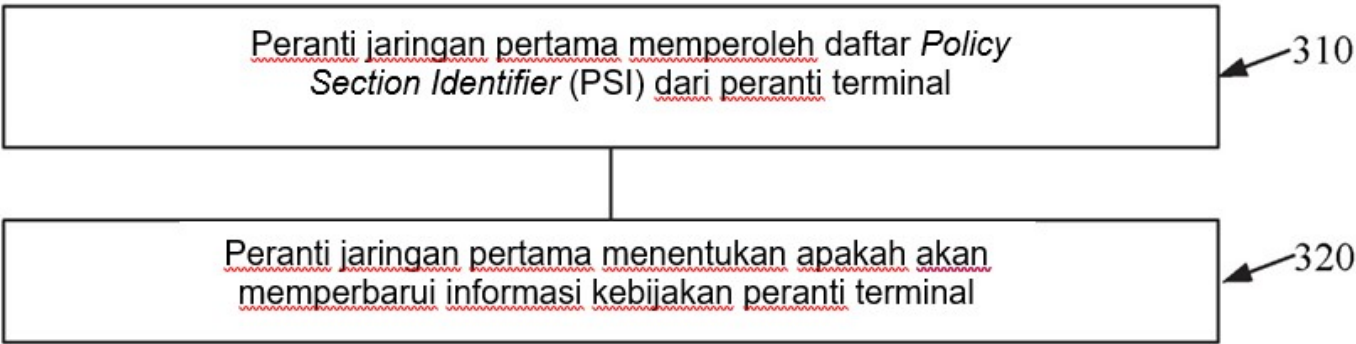 Peranti jaringan pertama memperoleh daftar Policy
Section Identifier (PSI) dari peranti terminal
310
Peranti jaringan pertama menentukan apakah akan
memperbarui informasi kebijakan peranti terminal
320